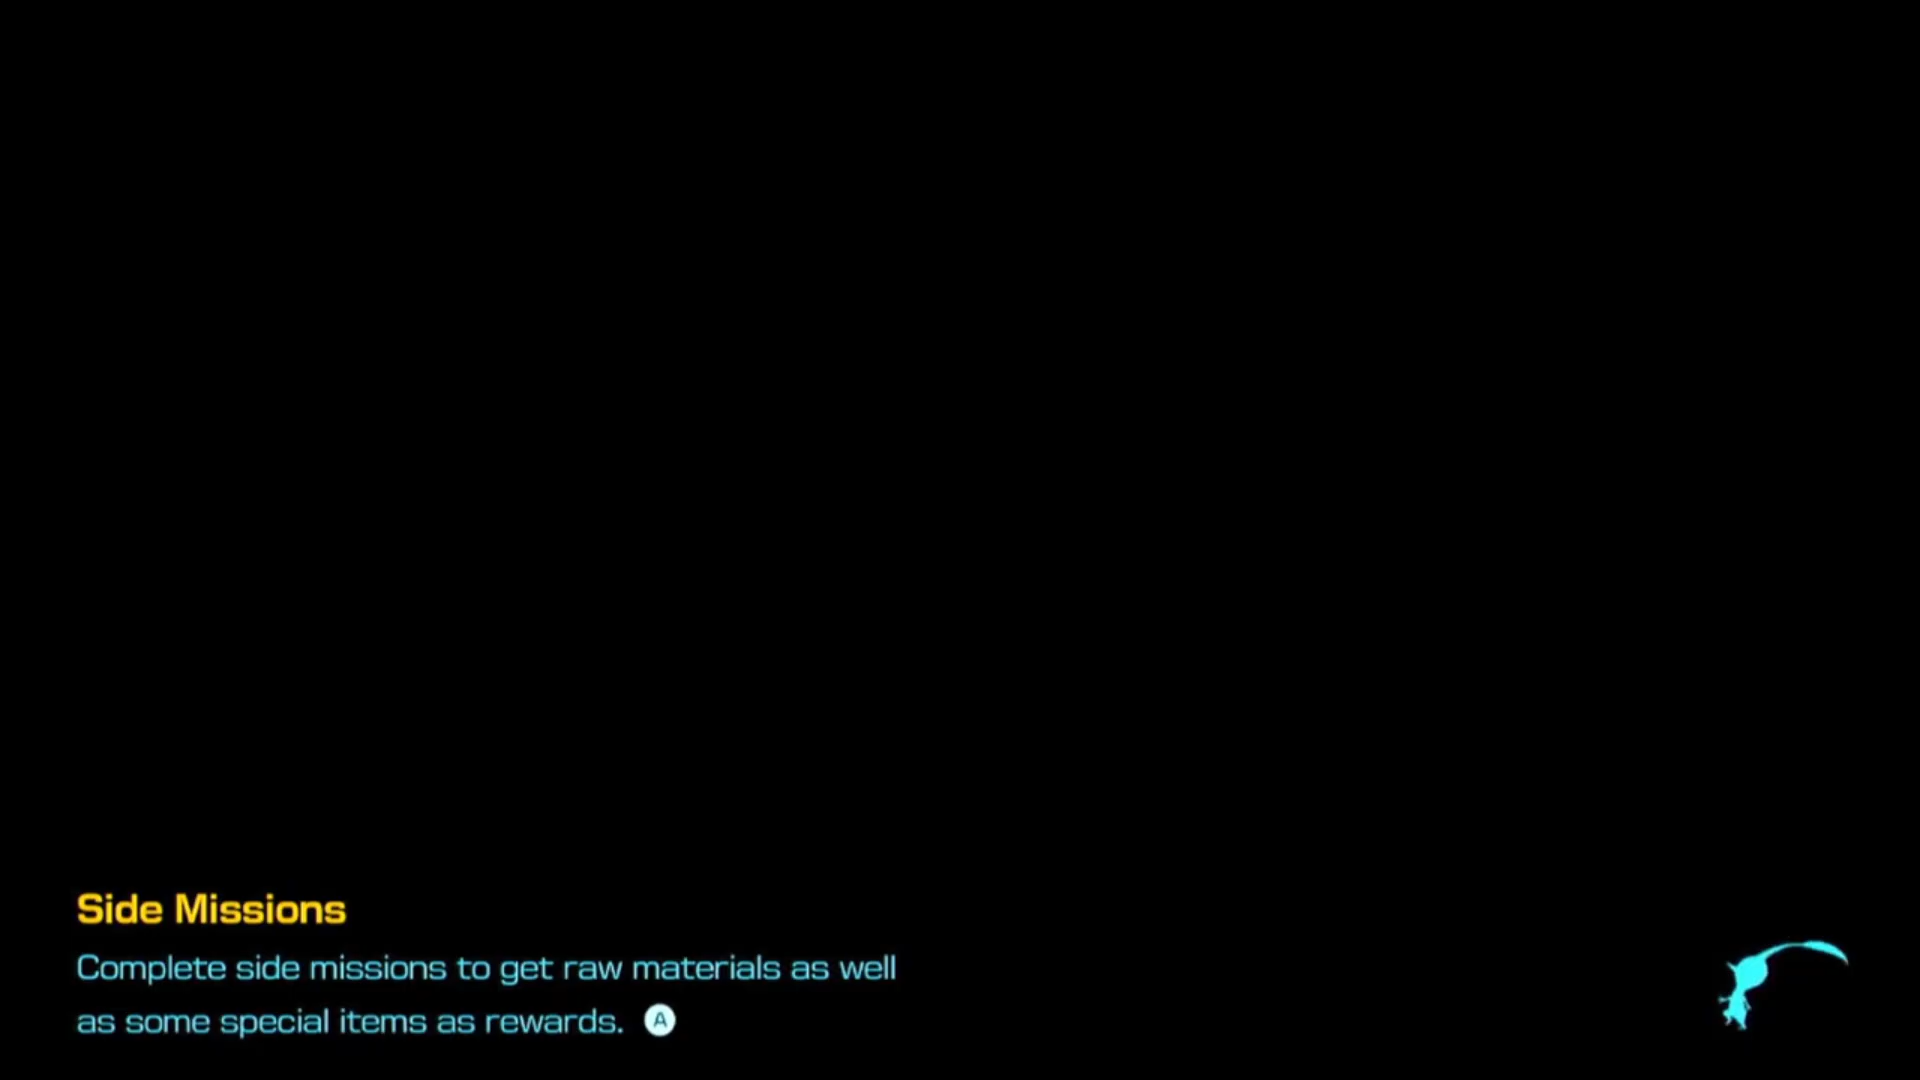 Side Missions
Complete side missions to get raw materials as well
as some special items as rewards. A